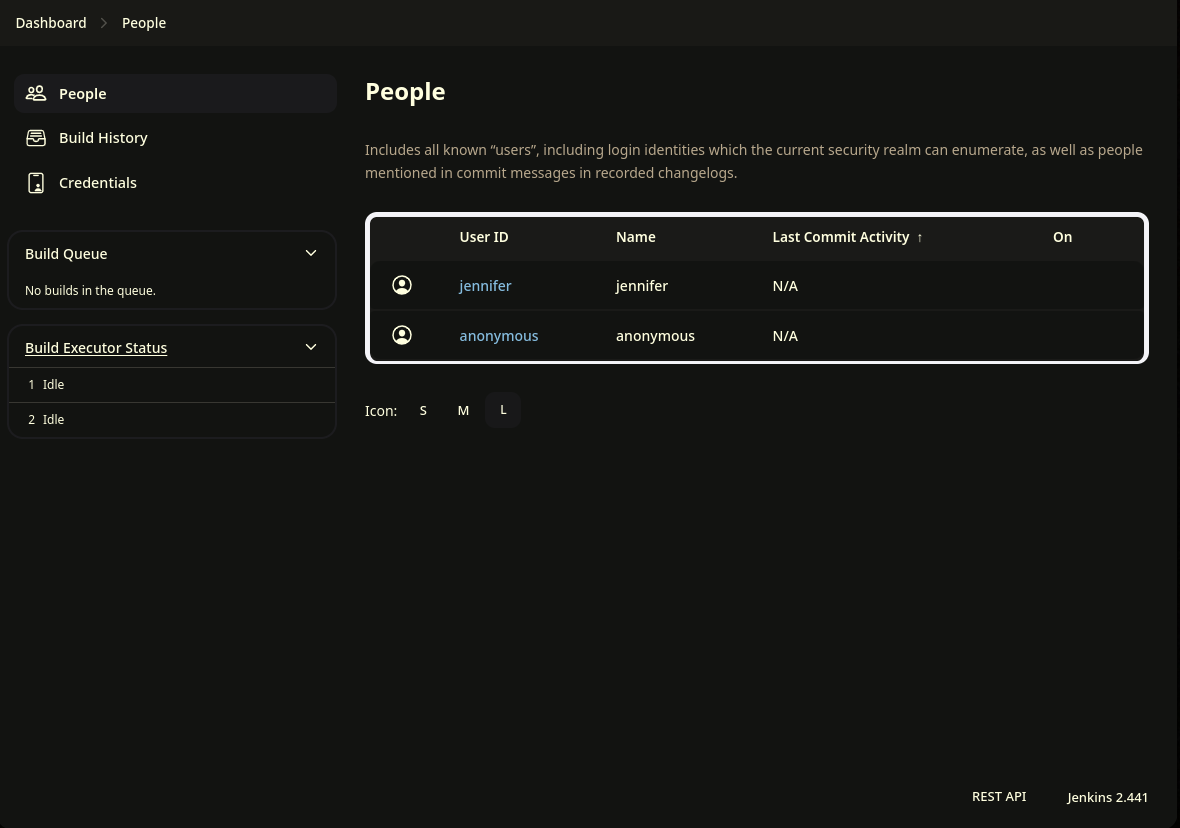 Dashboard People
People
Build History
Credentials
Build Queue
No builds in the queue.
Build Executor Status
1 Idle
2 Idle
People
Includes all known “users”, including login identities which the current security realm can enumerate, as well as people
mentioned in commit messages in recorded changelogs.
User ID Name Last Commit Activity ↑ On
jennifer jennifer N/A
anonymous anonymous N/A
Icon: S M L
REST API Jenkins 2.441